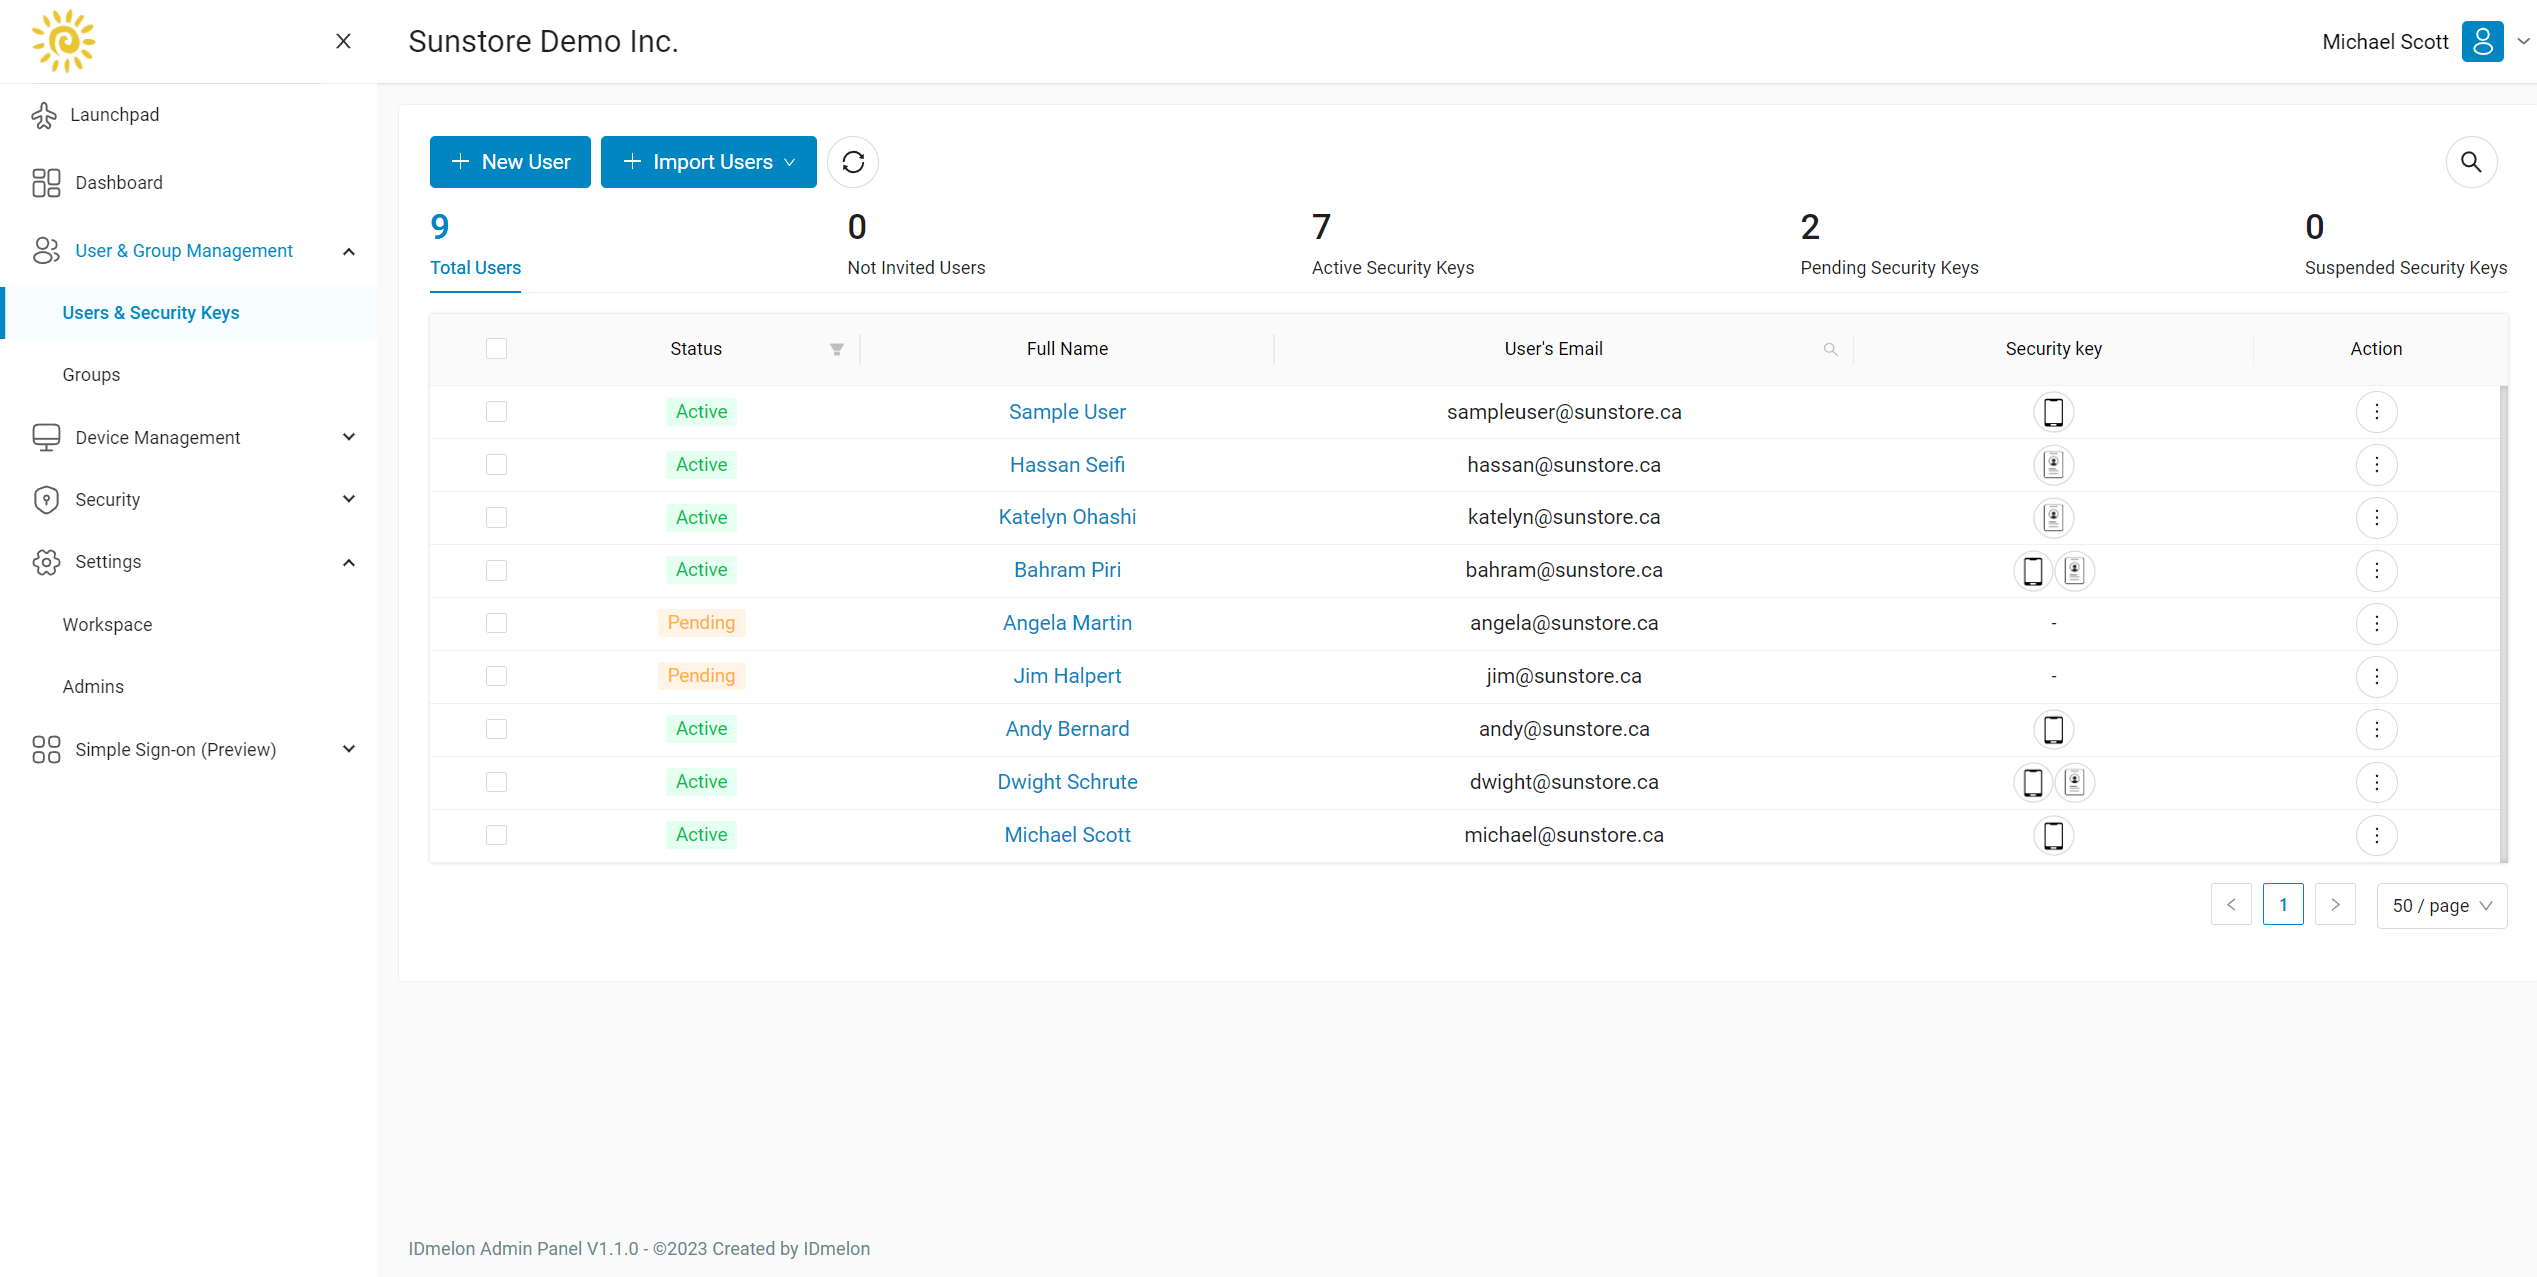 Sunstore Demo Inc.
Michael Scott
Launchpad
Dashboard
User & Group Management
Users & Security Keys
Groups
Device Management
Security
Settings
Workspace
Admins
Simple Sign-on (Preview)
New User
Import Users
9
Total Users
0
Not Invited Users
7
Active Security Keys
2
Pending Security Keys
0
Suspended Security Keys
Status Full Name User's Email Security key Action
Active Sample User sampleuser@sunstore.ca
Active Hassan Seifi hassan@sunstore.ca
Active Katelyn Ohashi katelyn@sunstore.ca
Active Bahram Piri bahram@sunstore.ca
Pending Angela Martin angela@sunstore.ca -
Pending Jim Halpert jim@sunstore.ca -
Active Andy Bernard andy@sunstore.ca
Active Dwight Schrute dwight@sunstore.ca
Active Michael Scott michael@sunstore.ca
< 1 > 50 / page
IDmelon Admin Panel V1.1.0 - ©2023 Created by IDmelon